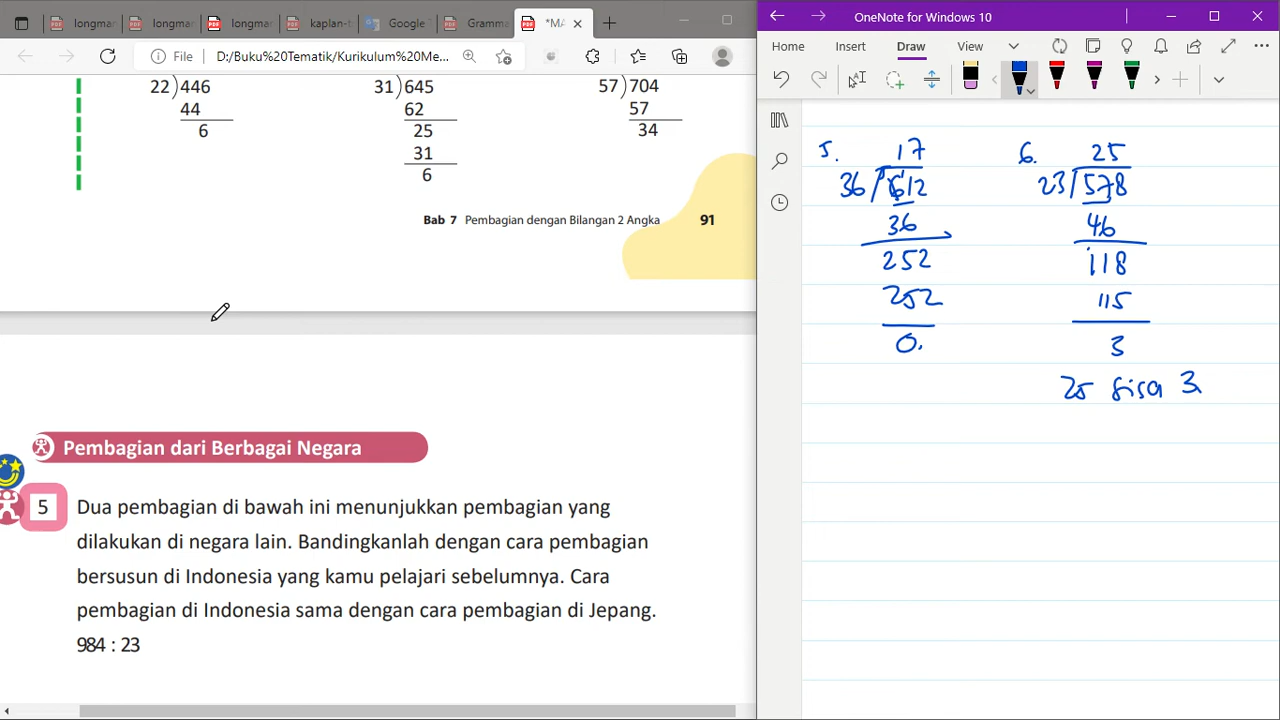 longmar
longmar
longma
kaplan-t
Google
Gramma
*MA
File
D:/Buku%20Tematik/Kurikulum%20Me...
22)446
44
6
31)645
62
25
31
6
57)704
57
34
Bab 7 Pembagian dengan Bilangan 2 Angka 91
Pembagian dari Berbagai Negara
5
Dua pembagian di bawah ini menunjukkan pembagian yang
dilakukan di negara lain. Bandingkanlah dengan cara pembagian
bersusun di Indonesia yang kamu pelajari sebelumnya. Cara
pembagian di Indonesia sama dengan cara pembagian di Jepang.
984 : 23
OneNote for Windows 10
Home Insert Draw View
5. 17
36/612
36
252
252
0.
6. 25
23/578
46
118
115
3
25 sisa 3